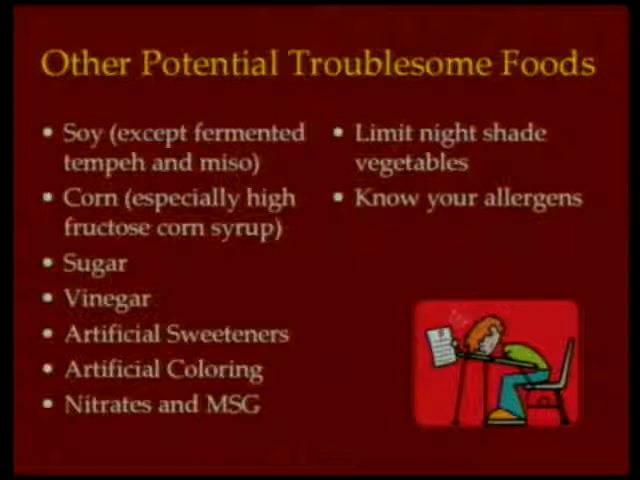 Other Potential Troublesome Foods
• Soy (except fermented
tempeh and miso)
• Corn (especially high
fructose corn syrup)
• Sugar
• Vinegar
• Artificial Sweeteners
• Artificial Coloring
• Nitrates and MSG
• Limit night shade
vegetables
• Know your allergens